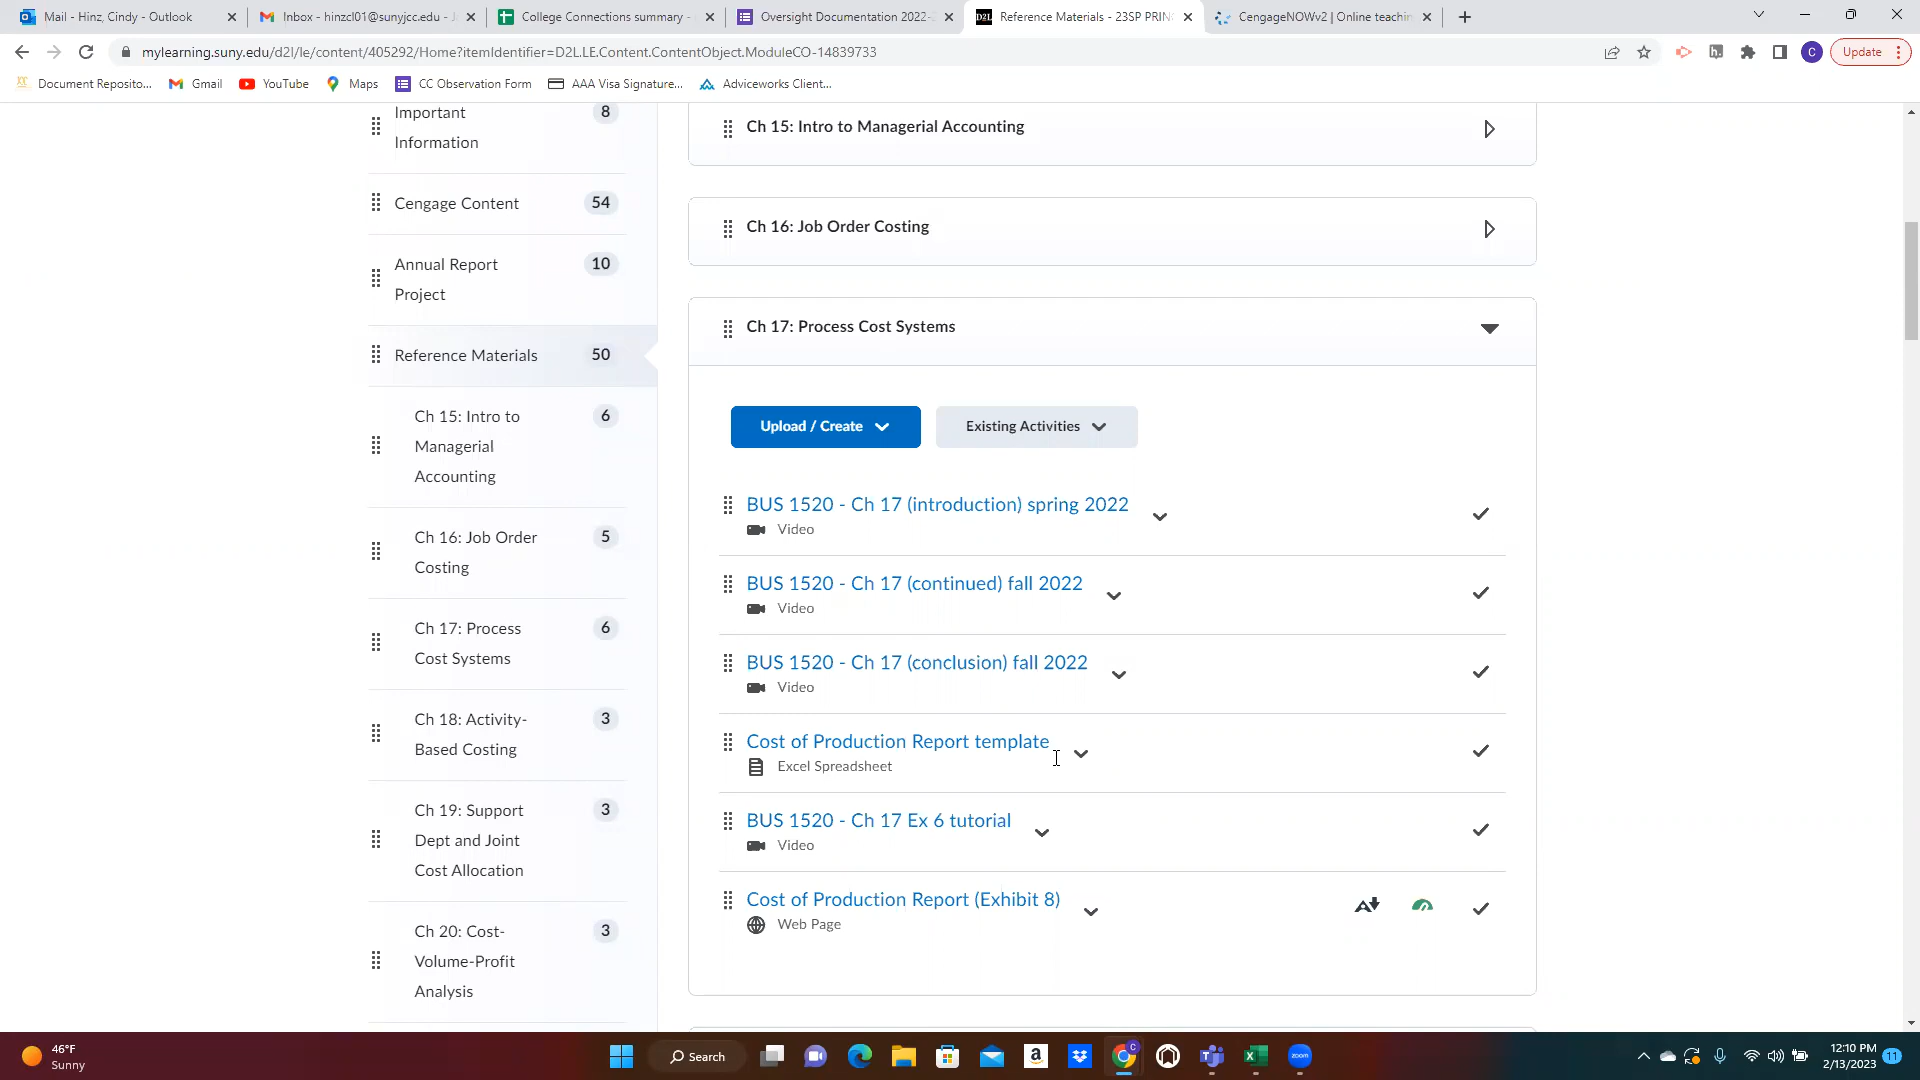 Mail - Hinz, Cindy - Outlook
Inbox - hinzcl01@sunyjcc.edu - J
College Connections summary -
Oversight Documentation 2022-2
Reference Materials - 23SP PRIN
CengageNOWv2 | Online teachin
mylearning.suny.edu/d2l/le/content/405292/Home?itemIdentifier=D2L.LE.Content.ContentObject.ModuleCO-14839733
C
Update
Document Reposito...
Gmail
YouTube
Maps
CC Observation Form
AAA Visa Signature...
Adviceworks Client...
Important
Information
8
Cengage Content
54
Annual Report
Project
10
Reference Materials
50
Ch 15: Intro to
Managerial
Accounting
6
Ch 16: Job Order
Costing
5
Ch 17: Process
Cost Systems
6
Ch 18: Activity-
Based Costing
3
Ch 19: Support
Dept and Joint
Cost Allocation
3
Ch 20: Cost-
Volume-Profit
Analysis
3
Ch 15: Intro to Managerial Accounting
Ch 16: Job Order Costing
Ch 17: Process Cost Systems
Upload / Create
Existing Activities
BUS 1520 - Ch 17 (introduction) spring 2022
Video
BUS 1520 - Ch 17 (continued) fall 2022
Video
BUS 1520 - Ch 17 (conclusion) fall 2022
Video
Cost of Production Report template
Excel Spreadsheet
BUS 1520 - Ch 17 Ex 6 tutorial
Video
Cost of Production Report (Exhibit 8)
Web Page
46°F
Sunny
Search
zoom
12:10 PM
2/13/2023
11